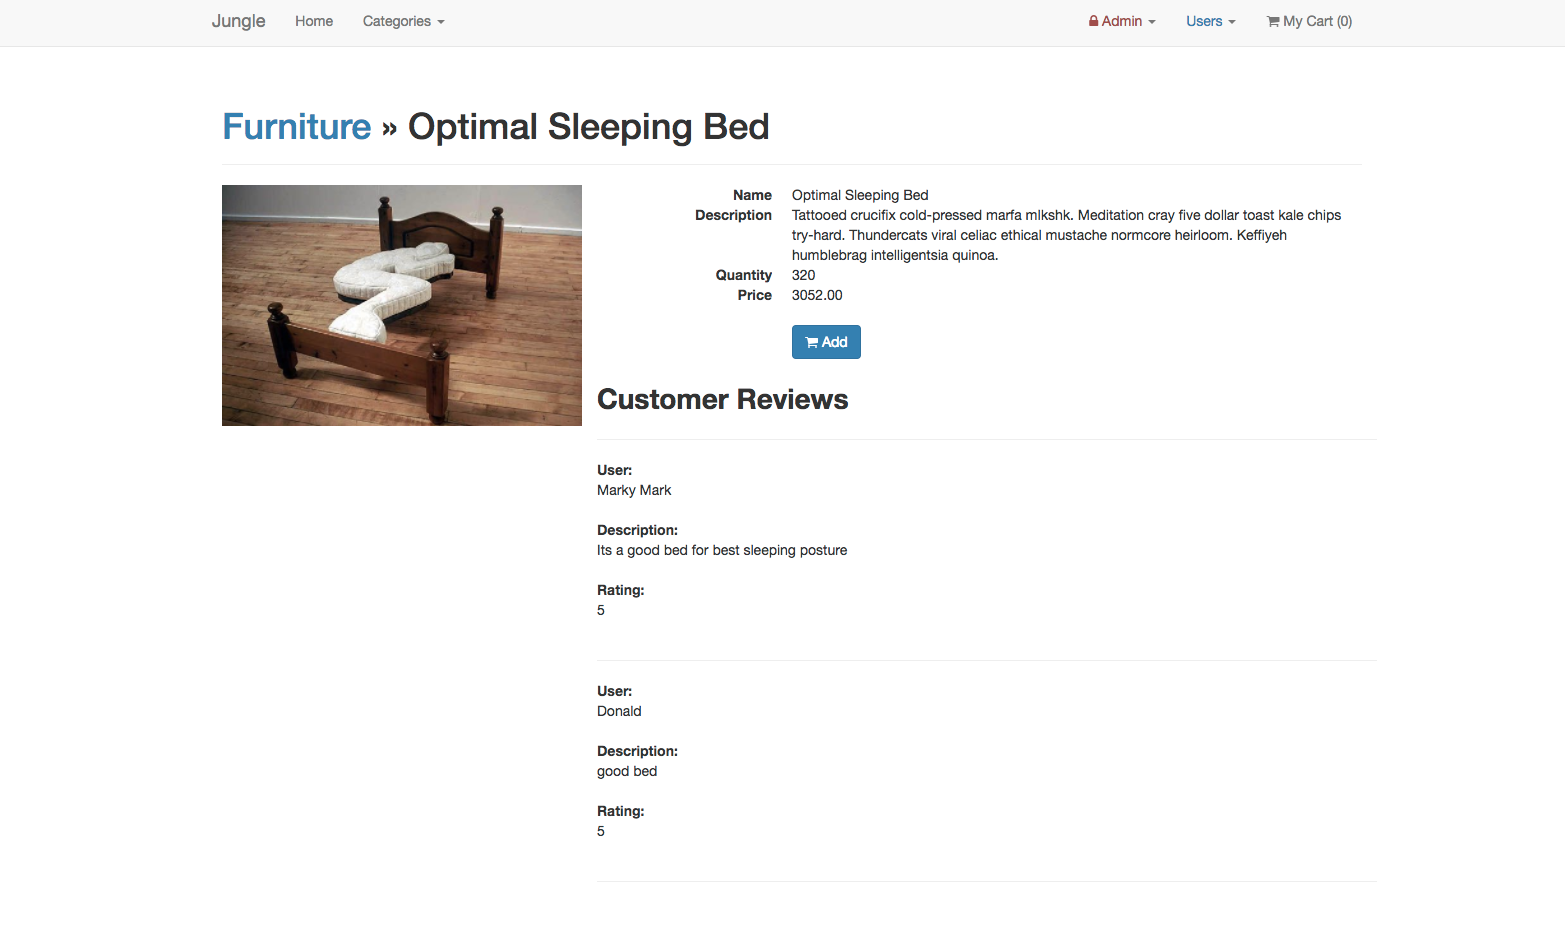 Jungle Home Categories Admin Users My Cart (0)
Furniture » Optimal Sleeping Bed
Name Optimal Sleeping Bed
Description Tattooed crucifix cold-pressed marfa mlkshk. Meditation cray five dollar toast kale chips
try-hard. Thundercats viral celiac ethical mustache normcore heirloom. Keffiyeh
humblebrag intelligentsia quinoa.
Quantity 320
Price 3052.00
Add
Customer Reviews
User:
Marky Mark
Description:
Its a good bed for best sleeping posture
Rating:
5
User:
Donald
Description:
good bed
Rating:
5